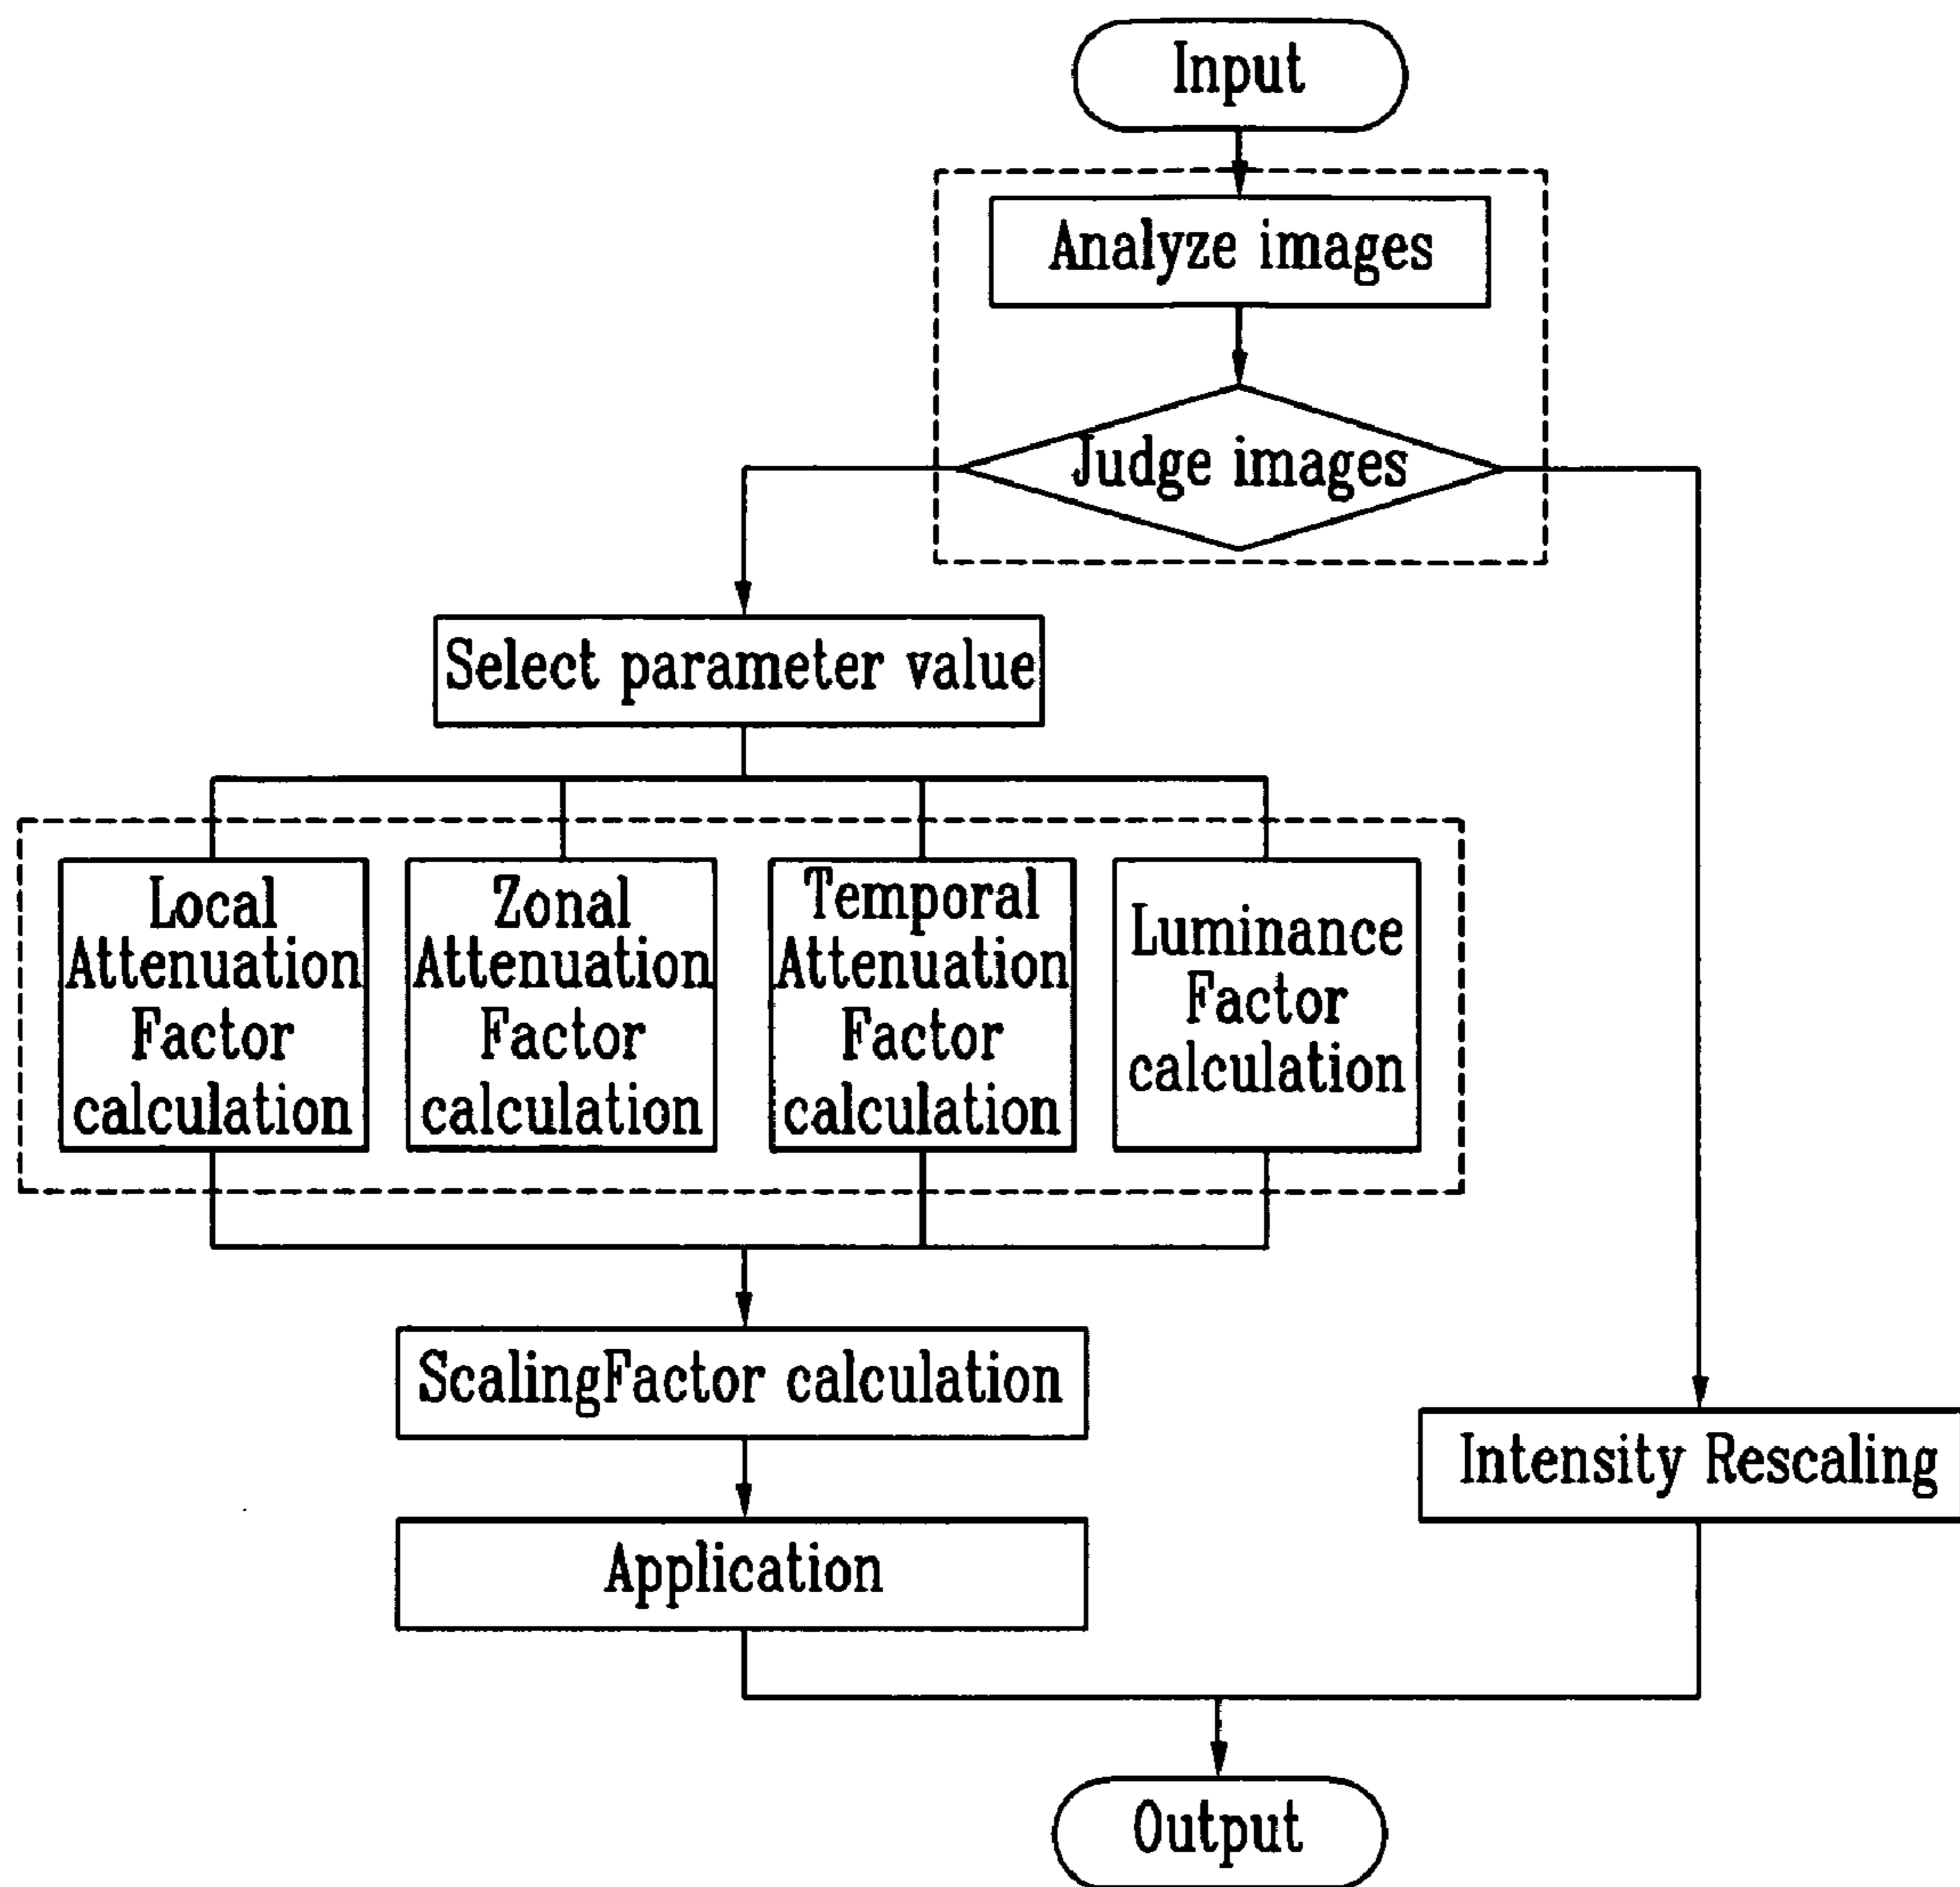 Input
Analyze images
Judge images
Select parameter value
Local
Attenuation
Factor
calculation
Zonal
Attenuation
Factor
calculation
Temporal
Attenuation
Factor
calculation
Luminance
Factor
calculation
ScalingFactor calculation
Intensity Rescaling
Application
Output